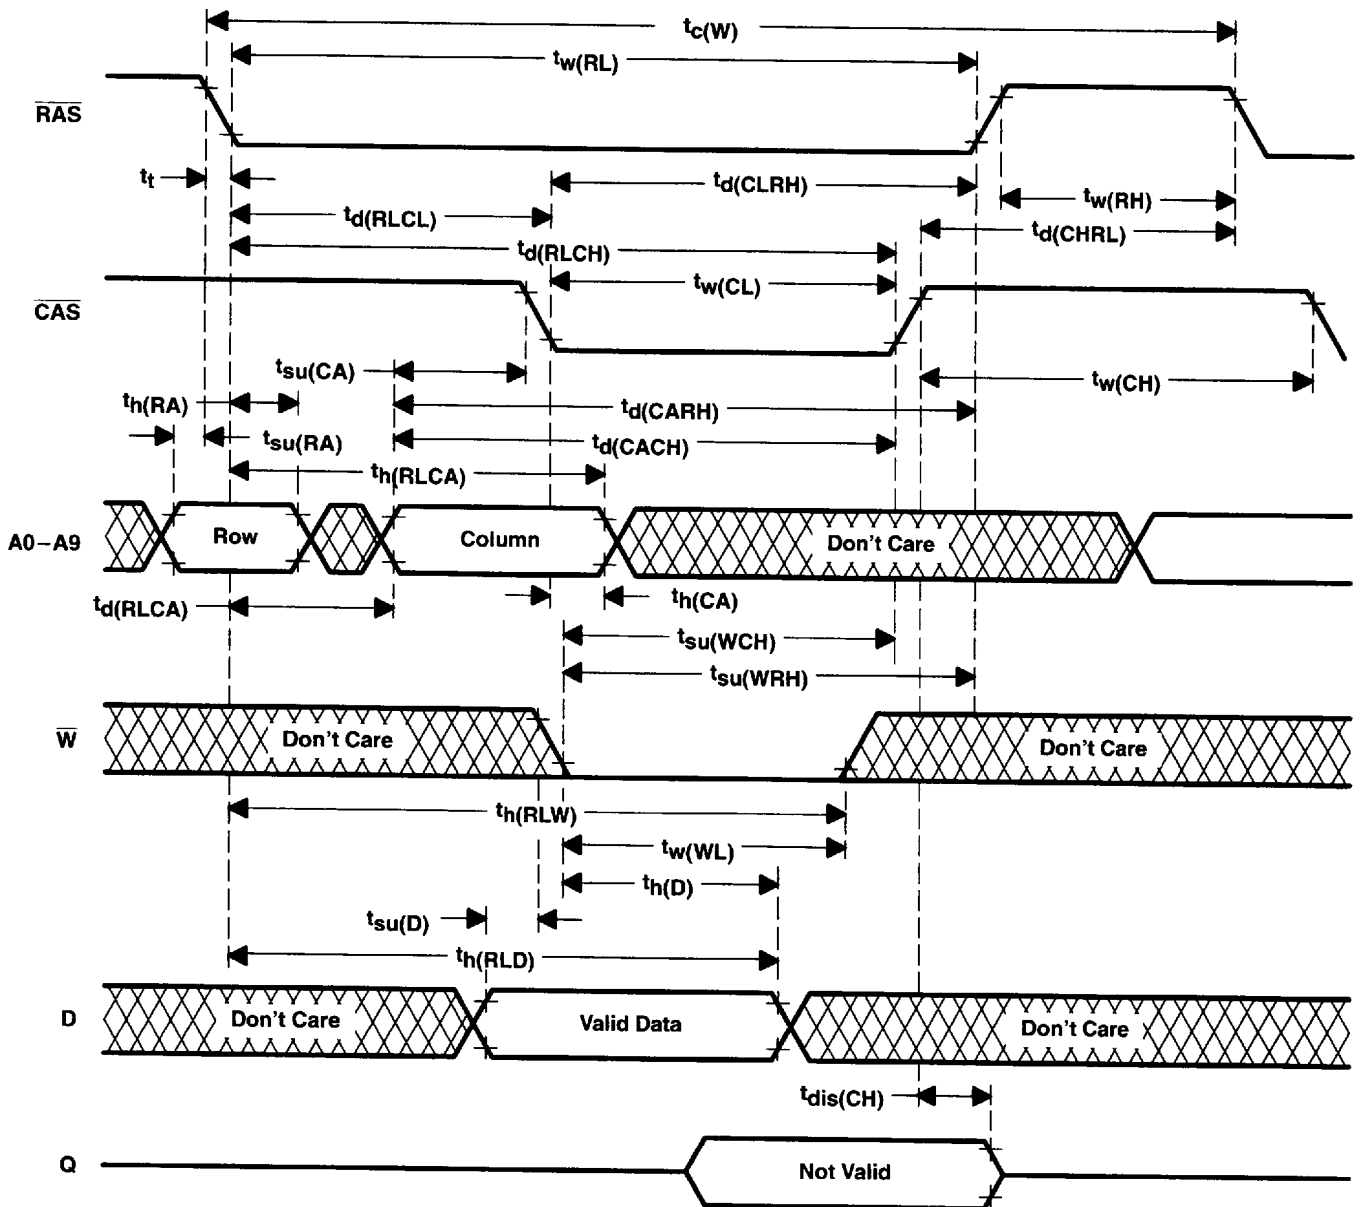 tc(W)
tw(RL)
RAS
tt
td(CLRH)
tw(RH)
td(RLCL)
td(CHRL)
td(RLCH)
tw(CL)
CAS
tsu(CA)
tw(CH)
th(RA)
td(CARH)
tsu(RA)
td(CACH)
th(RLCA)
A0–A9
Row
Column
Don't Care
td(RLCA)
th(CA)
tsu(WCH)
tsu(WRH)
W
Don't Care
Don't Care
th(RLW)
tw(WL)
th(D)
tsu(D)
th(RLD)
D
Don't Care
Valid Data
Don't Care
tdis(CH)
Q
Not Valid